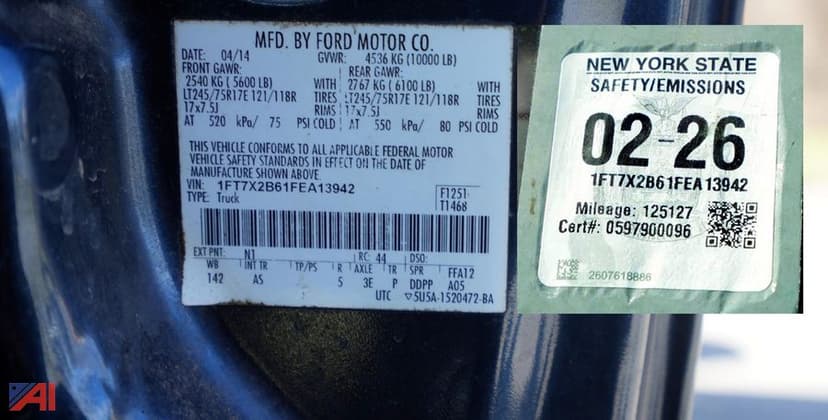 MFD. BY FORD MOTOR CO.
DATE: 04/14 GVWR: 4536 KG (10000 LB)
FRONT GAWR: REAR GAWR:
2540 KG ( 5600 LB) WITH 2767 KG ( 6100 LB) WITH
LT245/75R17E 121/118R TIRES LT245/75R17E 121/118R TIRES
17x7.5J RIMS 17x7.5J RIMS
AT 520 kPa/ 75 PSI COLD AT 550 kPa/ 80 PSI COLD
THIS VEHICLE CONFORMS TO ALL APPLICABLE FEDERAL MOTOR
VEHICLE SAFETY STANDARDS IN EFFECT ON THE DATE OF
MANUFACTURE SHOWN ABOVE.
VIN: 1FT7X2B61FEA13942
TYPE: Truck
F1251
T1468
EXT PNT: N1 RC: 44 DSO:
WB INT TR TP/PS R AXLE TR SPR FFA12
142 AS 5 3E P DDPP A05
UTC 5U5A-1520472-BA
NEW YORK STATE
SAFETY/EMISSIONS
02-26
1FT7X2B61FEA13942
Mileage: 125127
Cert#: 0597900096
2607618886
AI